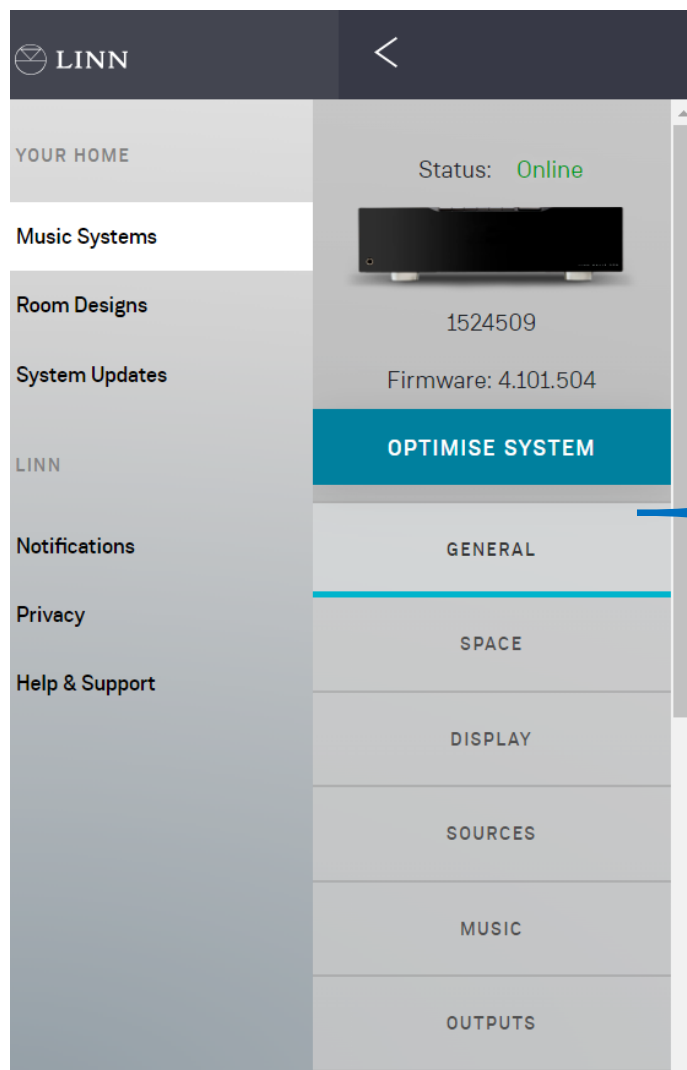 LINN
YOUR HOME
Music Systems
Room Designs
System Updates
LINN
Notifications
Privacy
Help & Support
Status: Online
1524509
Firmware: 4.101.504
OPTIMISE SYSTEM
GENERAL
SPACE
DISPLAY
SOURCES
MUSIC
OUTPUTS